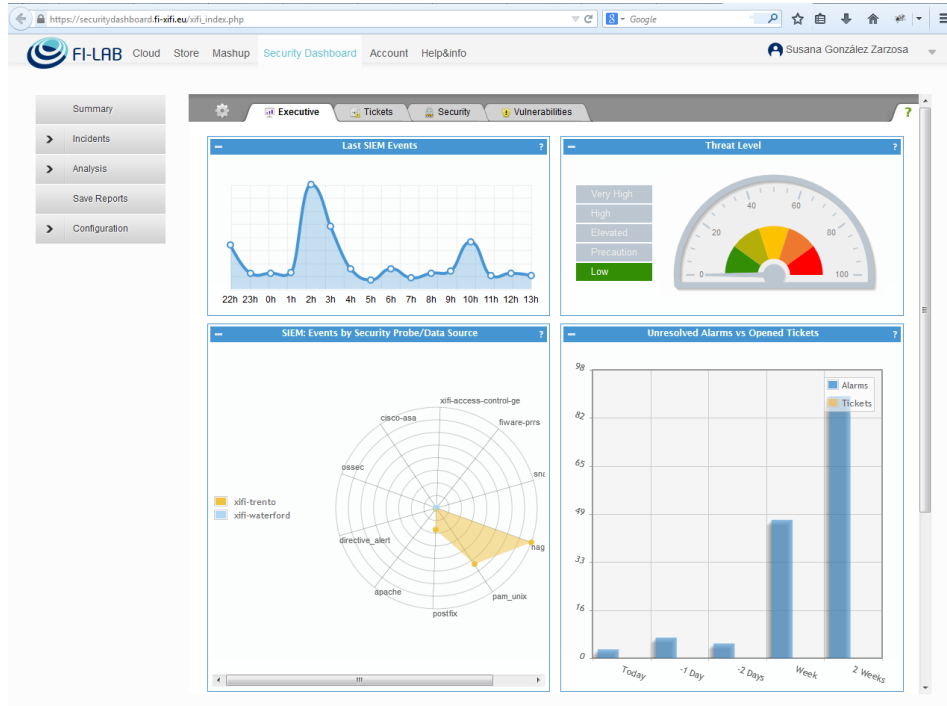 https://securitydashboard.fi-xifi.eu/xifi_index.php
Google
FI-LAB Cloud Store Mashup Security Dashboard Account Help&info
Susana González Zarzosa
Summary
Incidents
Analysis
Save Reports
Configuration
Executive Tickets Security Vulnerabilities ?
Last SIEM Events ?
22h 23h 0h 1h 2h 3h 4h 5h 6h 7h 8h 9h 10h 11h 12h 13h
Threat Level ?
Very High
High
Elevated
Precaution
Low
0 20 40 60 80 100
SIEM: Events by Security Probe/Data Source ?
xifi-trento
xifi-waterford
xifi-access-control-ge
fiware-prrs
sna
nag
pam_unix
postfix
apache
directive_alert
ossec
cisco-asa
Unresolved Alarms vs Opened Tickets ?
Alarms
Tickets
98
82
65
49
33
16
0
Today -1 Day -2 Days Week 2 Weeks